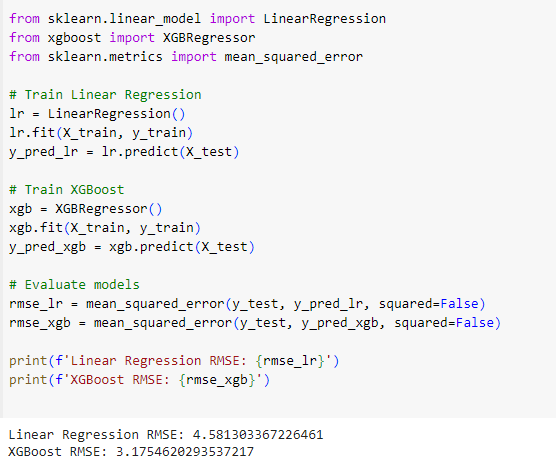 from sklearn.linear_model import LinearRegression
from xgboost import XGBRegressor
from sklearn.metrics import mean_squared_error
# Train Linear Regression
lr = LinearRegression()
lr.fit(X_train, y_train)
y_pred_lr = lr.predict(X_test)
# Train XGBoost
xgb = XGBRegressor()
xgb.fit(X_train, y_train)
y_pred_xgb = xgb.predict(X_test)
# Evaluate models
rmse_lr = mean_squared_error(y_test, y_pred_lr, squared=False)
rmse_xgb = mean_squared_error(y_test, y_pred_xgb, squared=False)
print(f'Linear Regression RMSE: {rmse_lr}')
print(f'XGBoost RMSE: {rmse_xgb}')
Linear Regression RMSE: 4.581303367226461
XGBoost RMSE: 3.1754620293537217